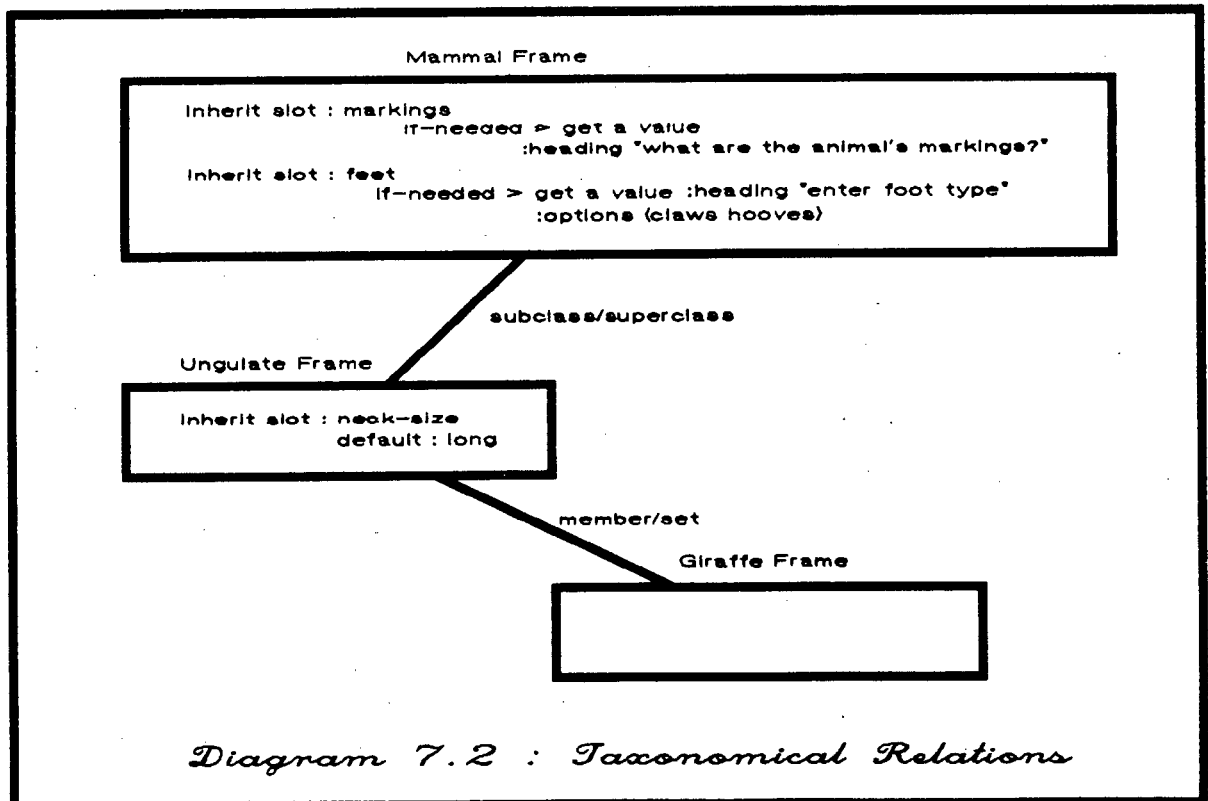 Mammal Frame
Inherit slot : markings
if-needed > get a value
:heading "what are the animal's markings?"
Inherit slot : feet
if-needed > get a value :heading "enter foot type"
:options (claws hooves)
subclass/superclass
Ungulate Frame
Inherit slot : neck-size
default : long
member/set
Giraffe Frame
Diagram 7.2 : Taxonomical Relations